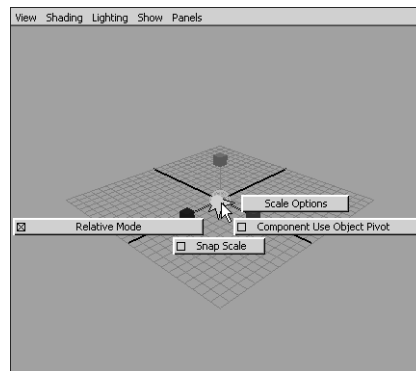 View Shading Lighting Show Panels
Scale Options
Relative Mode
Component Use Object Pivot
Snap Scale